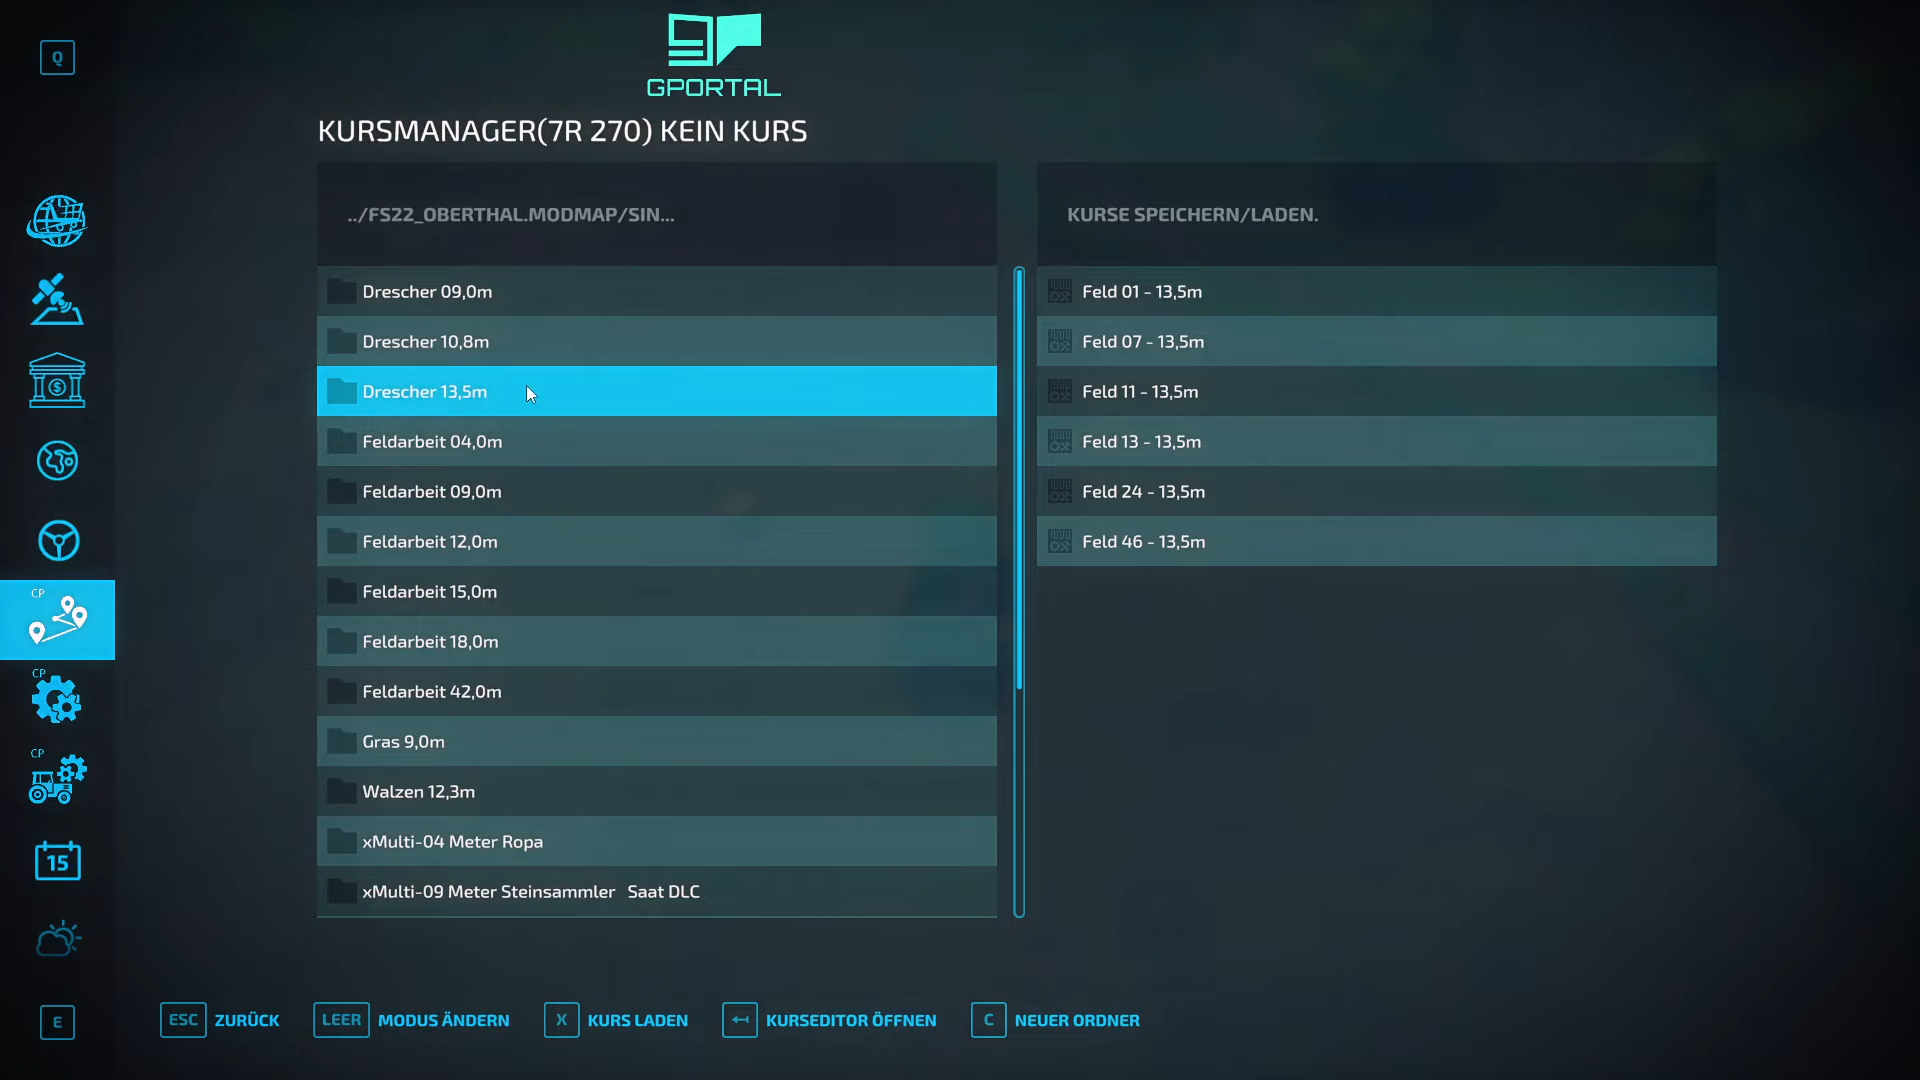 Q
GPORTAL
KURSMANAGER(7R 270) KEIN KURS
../FS22_OBERTHAL.MODMAP/SIN...
Drescher 09,0m
Drescher 10,8m
Drescher 13,5m
Feldarbeit 04,0m
Feldarbeit 09,0m
Feldarbeit 12,0m
Feldarbeit 15,0m
Feldarbeit 18,0m
Feldarbeit 42,0m
Gras 9,0m
Walzen 12,3m
xMulti-04 Meter Ropa
xMulti-09 Meter Steinsammler Saat DLC
KURSE SPEICHERN/LADEN.
Feld 01 - 13,5m
Feld 07 - 13,5m
Feld 11 - 13,5m
Feld 13 - 13,5m
Feld 24 - 13,5m
Feld 46 - 13,5m
CP
CP
CP
15
E
ESC ZURÜCK LEER MODUS ÄNDERN X KURS LADEN KURSEDITOR ÖFFNEN C NEUER ORDNER